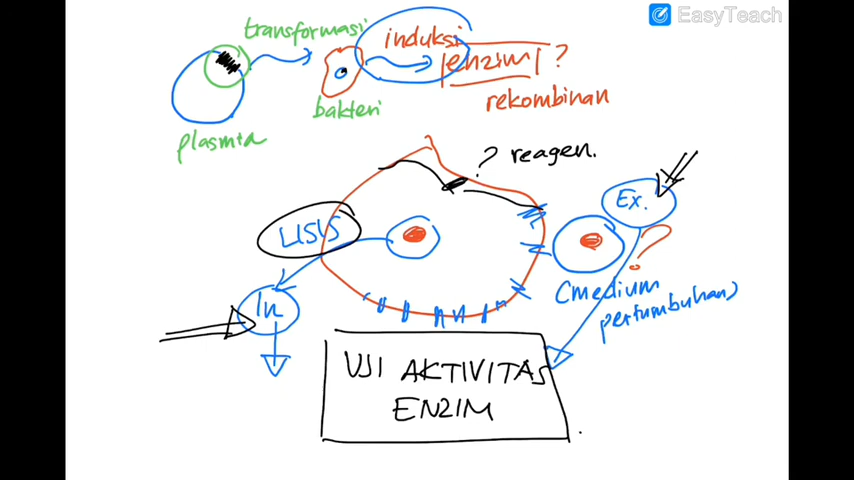 EasyTeach
transformasi
induksi
enzim ?
rekombinan
bakteri
plasmid
? reagen.
Ex.
LISIS
?
In
(medium
pertumbuhan)
UJI AKTIVITAS
ENZIM